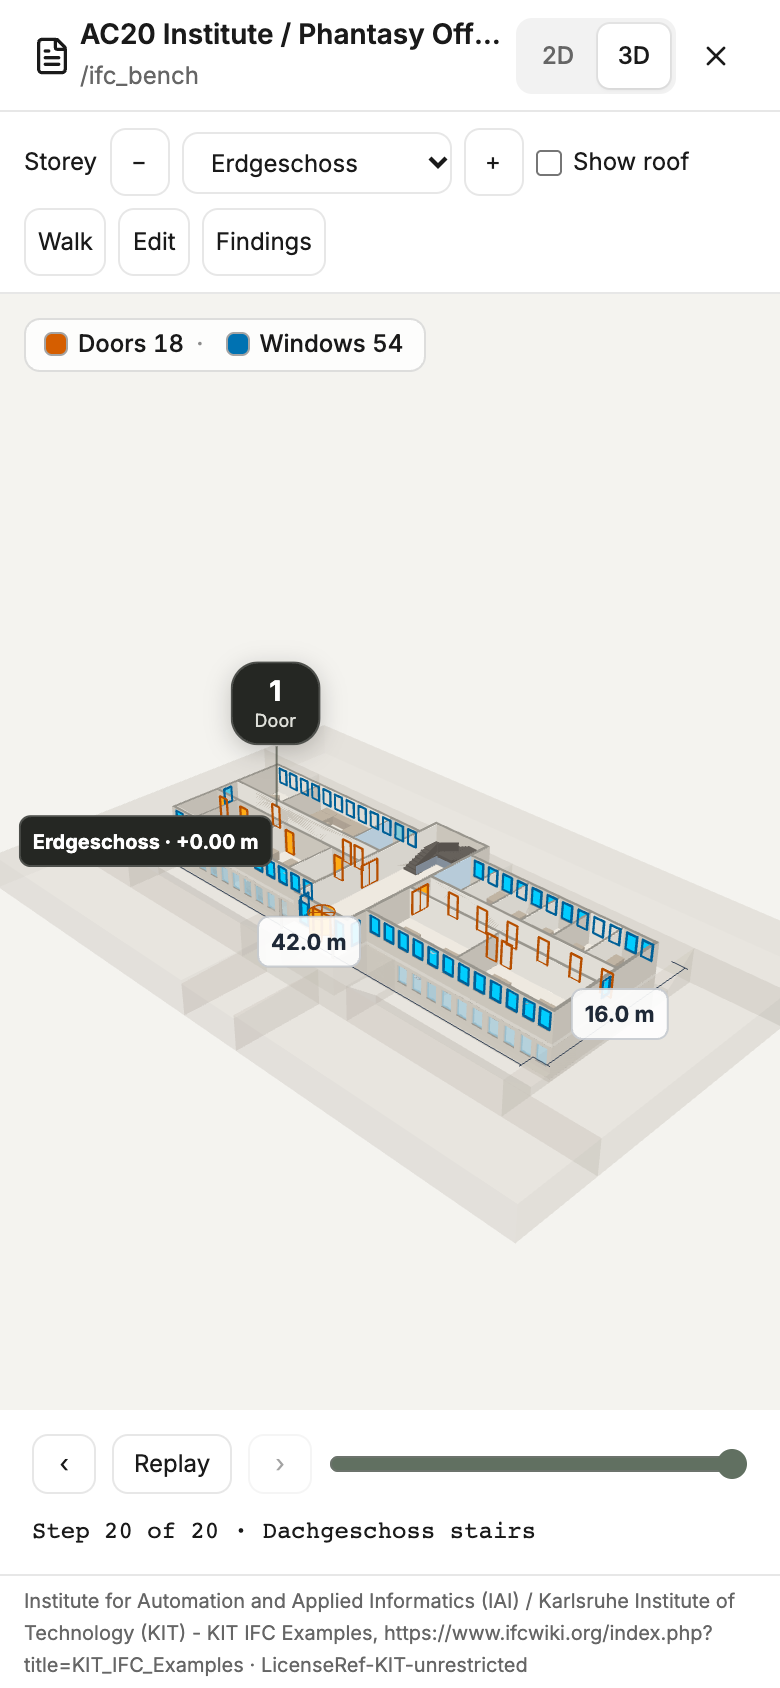 AC20 Institute / Phantasy Off...
/ifc_bench
2D
3D
Storey
−
Erdgeschoss
+
Show roof
Walk
Edit
Findings
Doors 18 · Windows 54
1
Door
Erdgeschoss · +0.00 m
42.0 m
16.0 m
‹
Replay
›
Step 20 of 20 · Dachgeschoss stairs
Institute for Automation and Applied Informatics (IAI) / Karlsruhe Institute of
Technology (KIT) - KIT IFC Examples, https://www.ifcwiki.org/index.php?
title=KIT_IFC_Examples · LicenseRef-KIT-unrestricted